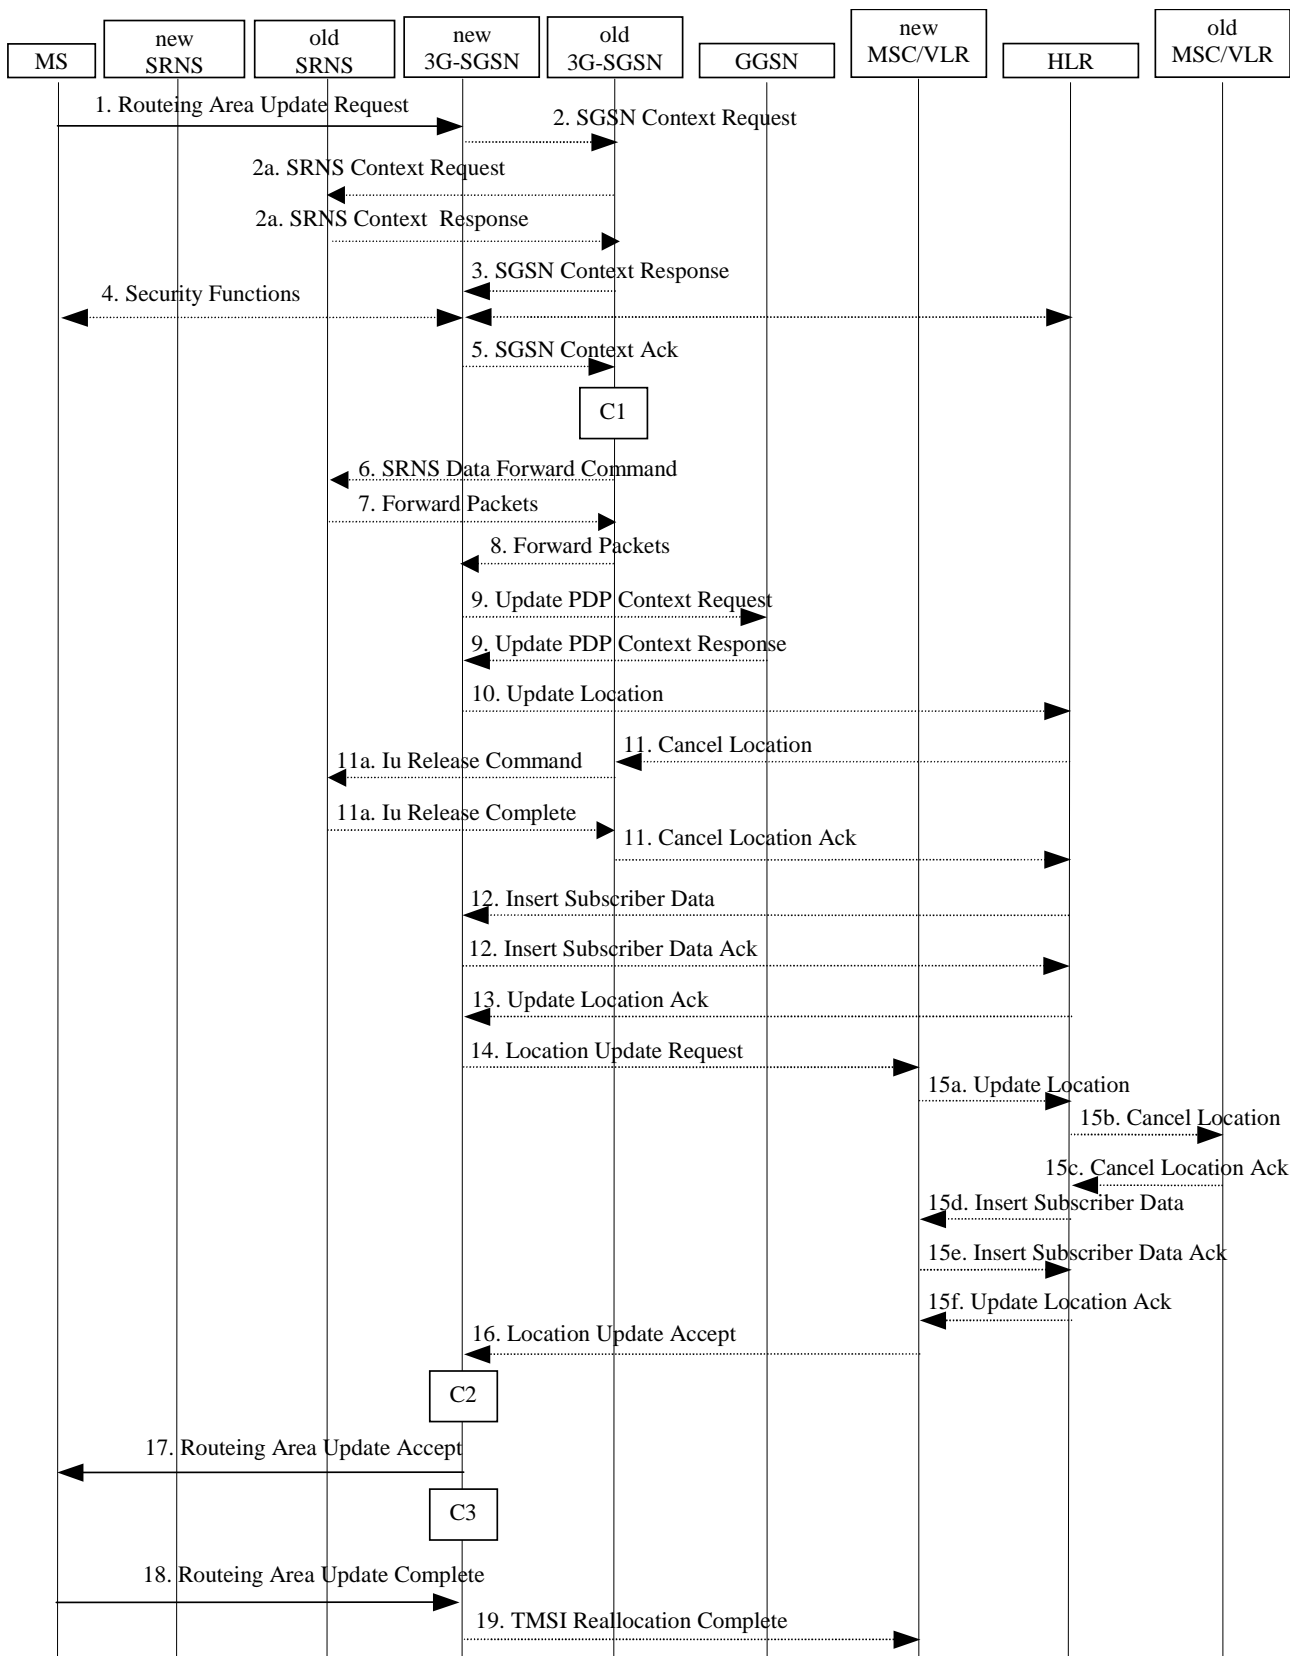 MS
new
SRNS
old
SRNS
new
3G-SGSN
old
3G-SGSN
GGSN
new
MSC/VLR
HLR
old
MSC/VLR
1. Routeing Area Update Request
2. SGSN Context Request
2a. SRNS Context Request
2a. SRNS Context Response
3. SGSN Context Response
4. Security Functions
5. SGSN Context Ack
C1
6. SRNS Data Forward Command
7. Forward Packets
8. Forward Packets
9. Update PDP Context Request
9. Update PDP Context Response
10. Update Location
11. Cancel Location
11a. Iu Release Command
11a. Iu Release Complete
11. Cancel Location Ack
12. Insert Subscriber Data
12. Insert Subscriber Data Ack
13. Update Location Ack
14. Location Update Request
15a. Update Location
15b. Cancel Location
15c. Cancel Location Ack
15d. Insert Subscriber Data
15e. Insert Subscriber Data Ack
15f. Update Location Ack
16. Location Update Accept
C2
17. Routeing Area Update Accept
C3
18. Routeing Area Update Complete
19. TMSI Reallocation Complete